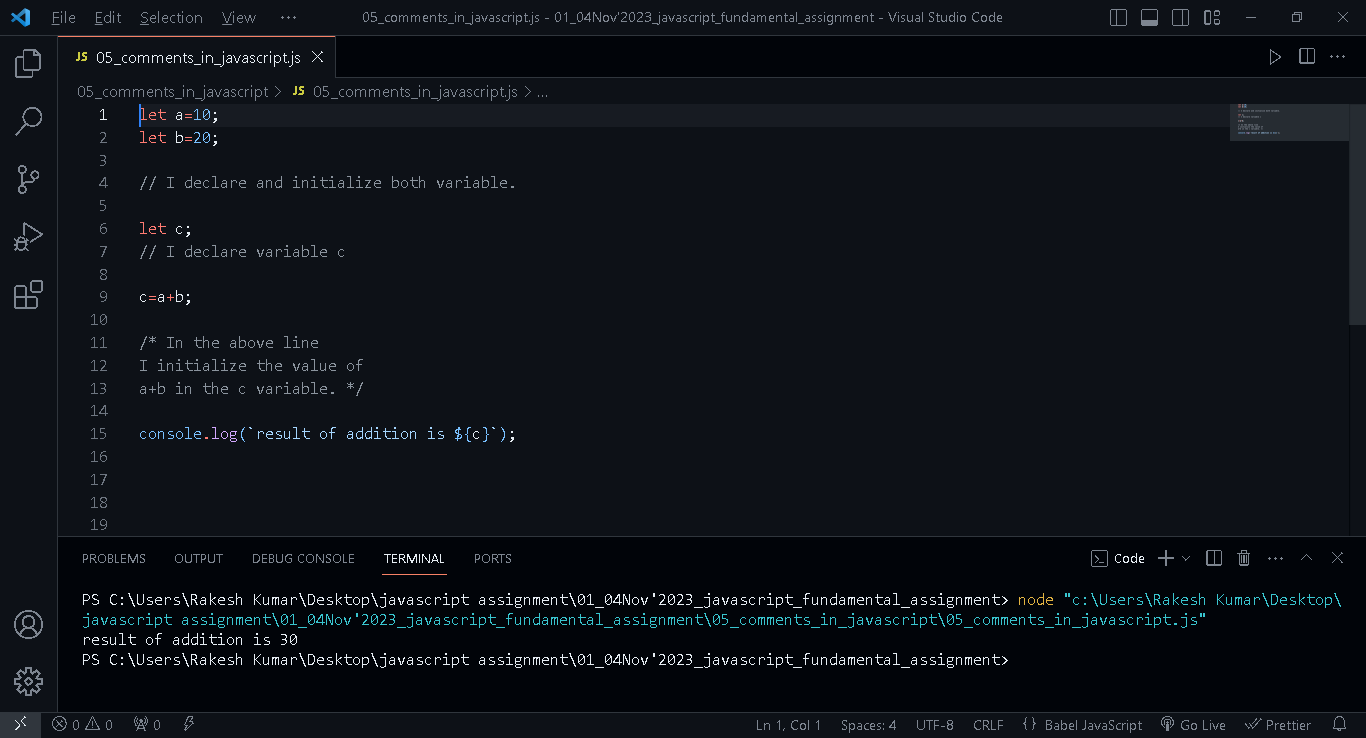 File Edit Selection View ··· 05_comments_in_javascript.js - 01_04Nov'2023_javascript_fundamental_assignment - Visual Studio Code
JS 05_comments_in_javascript.js
05_comments_in_javascript > JS 05_comments_in_javascript.js > ...
1 let a=10;
2 let b=20;
3
4 // I declare and initialize both variable.
5
6 let c;
7 // I declare variable c
8
9 c=a+b;
10
11 /* In the above line
12 I initialize the value of
13 a+b in the c variable. */
14
15 console.log(`result of addition is ${c}`);
16
17
18
19
PROBLEMS OUTPUT DEBUG CONSOLE TERMINAL PORTS Code
PS C:\Users\Rakesh Kumar\Desktop\javascript assignment\01_04Nov'2023_javascript_fundamental_assignment> node "c:\Users\Rakesh Kumar\Desktop\
javascript assignment\01_04Nov'2023_javascript_fundamental_assignment\05_comments_in_javascript\05_comments_in_javascript.js"
result of addition is 30
PS C:\Users\Rakesh Kumar\Desktop\javascript assignment\01_04Nov'2023_javascript_fundamental_assignment>
0 0 0 Ln 1, Col 1 Spaces: 4 UTF-8 CRLF {} Babel JavaScript Go Live Prettier